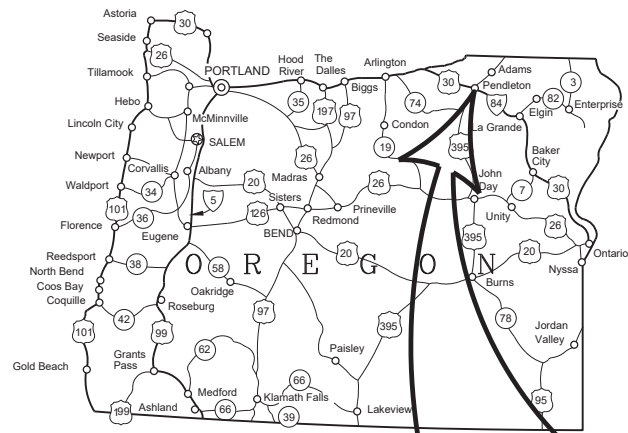 Astoria
30
Seaside
26
Tillamook
PORTLAND
Hood River
The Dalles
Arlington
Adams
30
Pendleton
3
35
197
97
Biggs
74
84
82
Enterprise
Hebo
McMinnville
Condon
La Grande
Elgin
Lincoln City
SALEM
19
395
Baker City
Newport
Corvallis
Albany
26
Madras
John Day
Waldport
34
20
Sisters
26
7
30
101
36
5
126
Redmond
Prineville
Unity
Florence
Eugene
BEND
395
26
Reedsport
38
OREGON
20
20
Ontario
North Bend
58
Nyssa
Coos Bay
Oakridge
Burns
Coquille
Roseburg
97
78
42
395
101
99
Jordan Valley
62
Paisley
Gold Beach
Grants Pass
66
Medford
Klamath Falls
95
199
Ashland
66
39
Lakeview